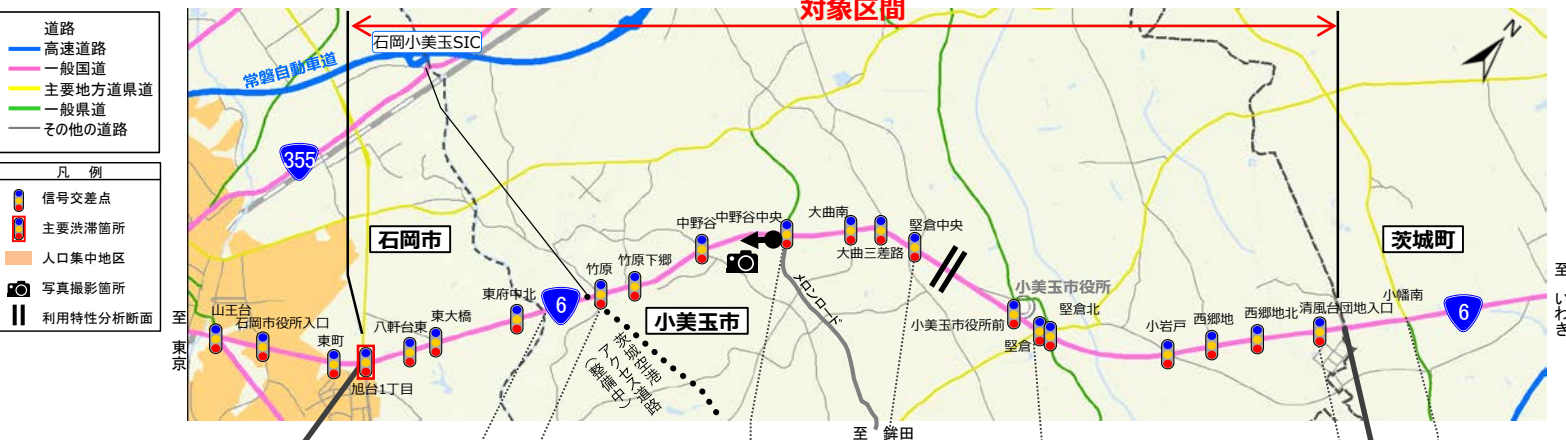 対象区間
道路
高速道路
一般国道
主要地方道県道
一般県道
その他の道路
凡 例
信号交差点
主要渋滞箇所
人口集中地区
写真撮影箇所
利用特性分析断面
石岡小美玉SIC
常磐自動車道
N
355
石岡市
小美玉市
茨城町
至 東京
山王台
石岡市役所入口
東町
旭台1丁目
八軒台東
東大橋
東府中北
6
竹原
竹原下郷
中野谷
中野谷中央
大曲南
大曲三差路
堅倉中央
小美玉市役所
小美玉市役所前
堅倉
堅倉北
小岩戸
西郷地
西郷地北
清風台団地入口
小幡南
6
至 いわき
茨城空港
アクセス道路
(整備中)
メロンロード
至 鉾田